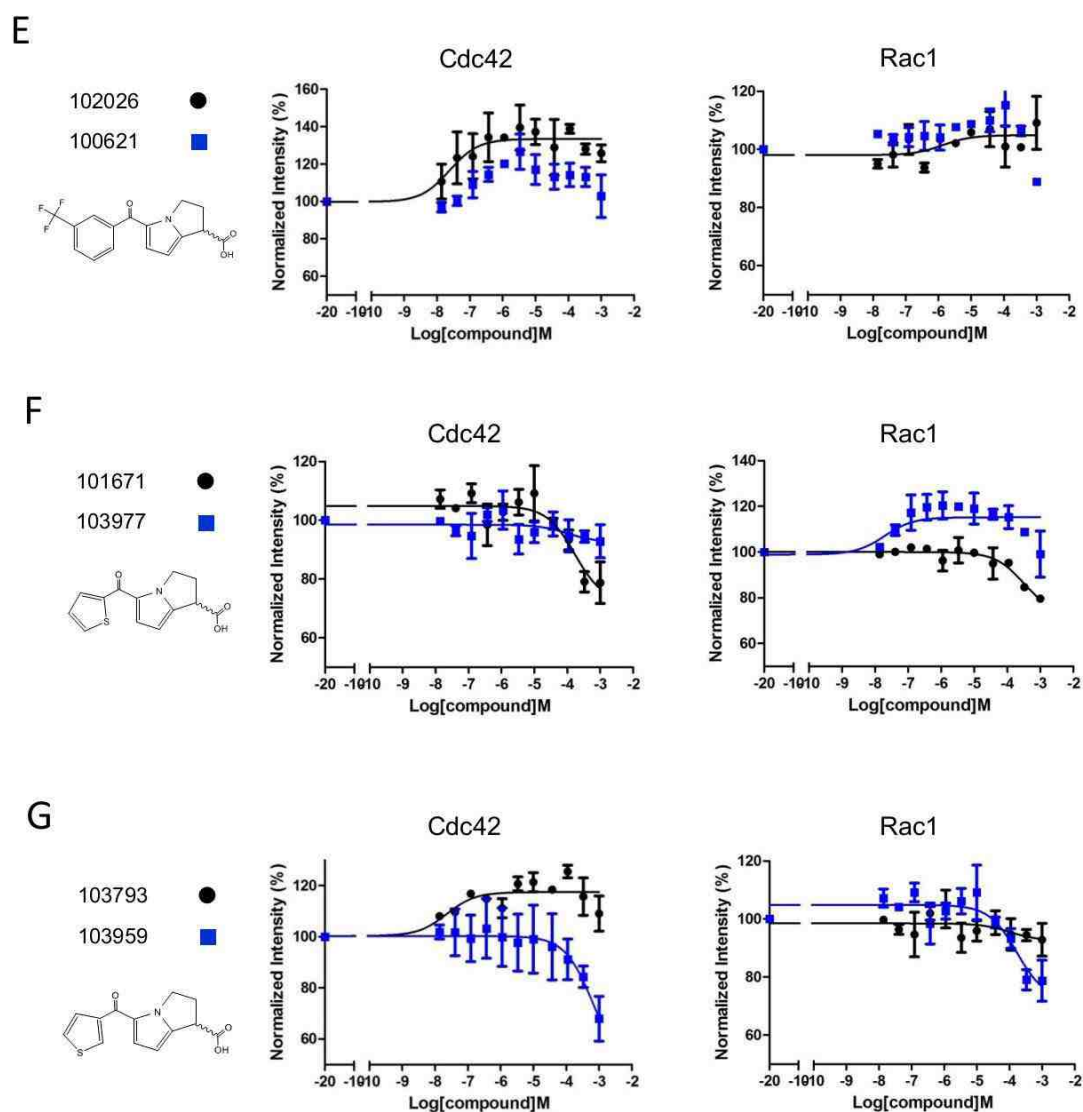 E
Cdc42
Rac1
102026
100621
Normalized Intensity (%)
160
140
120
100
80
60
-20 -10-10 -9 -8 -7 -6 -5 -4 -3 -2
Log[compound]M
Normalized Intensity (%)
120
100
80
60
-20 -10-10 -9 -8 -7 -6 -5 -4 -3 -2
Log[compound]M
F
F
F
O
N
O
OH
F
Cdc42
Rac1
101671
103977
Normalized Intensity (%)
120
100
80
60
-20 -10-10 -9 -8 -7 -6 -5 -4 -3 -2
Log[compound]M
Normalized Intensity (%)
140
120
100
80
60
-20 -10-10 -9 -8 -7 -6 -5 -4 -3 -2
Log[compound]M
O
N
S
O
OH
G
Cdc42
Rac1
103793
103959
Normalized Intensity (%)
120
100
80
60
-20 -10-10 -9 -8 -7 -6 -5 -4 -3 -2
Log[compound]M
Normalized Intensity (%)
120
100
80
60
-20 -10-10 -9 -8 -7 -6 -5 -4 -3 -2
Log[compound]M
O
N
S
O
OH